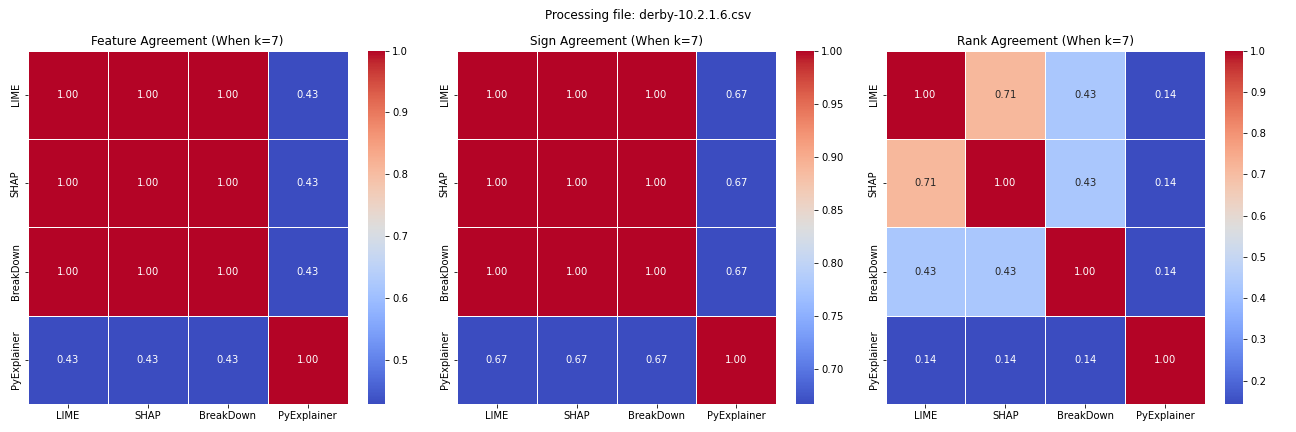 Processing file: derby-10.2.1.6.csv
Feature Agreement (When k=7)
LIME
SHAP
BreakDown
PyExplainer
1.00 1.00 1.00 0.43
1.00 1.00 1.00 0.43
1.00 1.00 1.00 0.43
0.43 0.43 0.43 1.00
LIME SHAP BreakDown PyExplainer
1.0
0.9
0.8
0.7
0.6
0.5
Sign Agreement (When k=7)
LIME
SHAP
BreakDown
PyExplainer
1.00 1.00 1.00 0.67
1.00 1.00 1.00 0.67
1.00 1.00 1.00 0.67
0.67 0.67 0.67 1.00
LIME SHAP BreakDown PyExplainer
1.00
0.95
0.90
0.85
0.80
0.75
0.70
Rank Agreement (When k=7)
LIME
SHAP
BreakDown
PyExplainer
1.00 0.71 0.43 0.14
0.71 1.00 0.43 0.14
0.43 0.43 1.00 0.14
0.14 0.14 0.14 1.00
LIME SHAP BreakDown PyExplainer
1.0
0.9
0.8
0.7
0.6
0.5
0.4
0.3
0.2